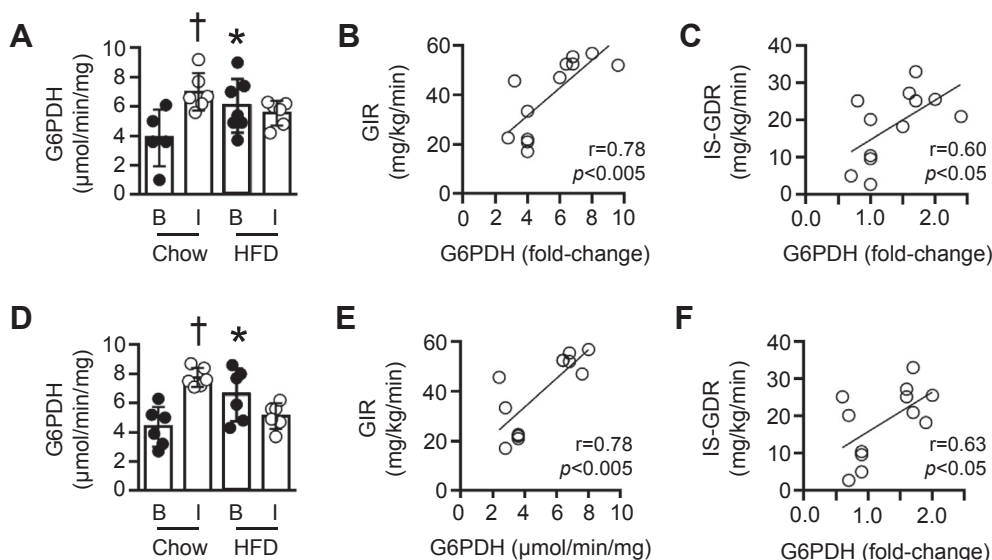 A
G6PDH
(μmol/min/mg)
10
8
6
4
2
0
†
*
B I B I
Chow HFD
B
GIR
(mg/kg/min)
60
40
20
0
0 2 4 6 8 10
r=0.78
p<0.005
G6PDH (fold-change)
C
IS-GDR
(mg/kg/min)
40
30
20
10
0
0.0 1.0 2.0
r=0.60
p<0.05
G6PDH (fold-change)
D
G6PDH
(μmol/min/mg)
10
8
6
4
2
0
†
*
B I B I
Chow HFD
E
GIR
(mg/kg/min)
60
40
20
0
0 2 4 6 8 10
r=0.78
p<0.005
G6PDH (μmol/min/mg)
F
IS-GDR
(mg/kg/min)
40
30
20
10
0
0.0 1.0 2.0
r=0.63
p<0.05
G6PDH (fold-change)